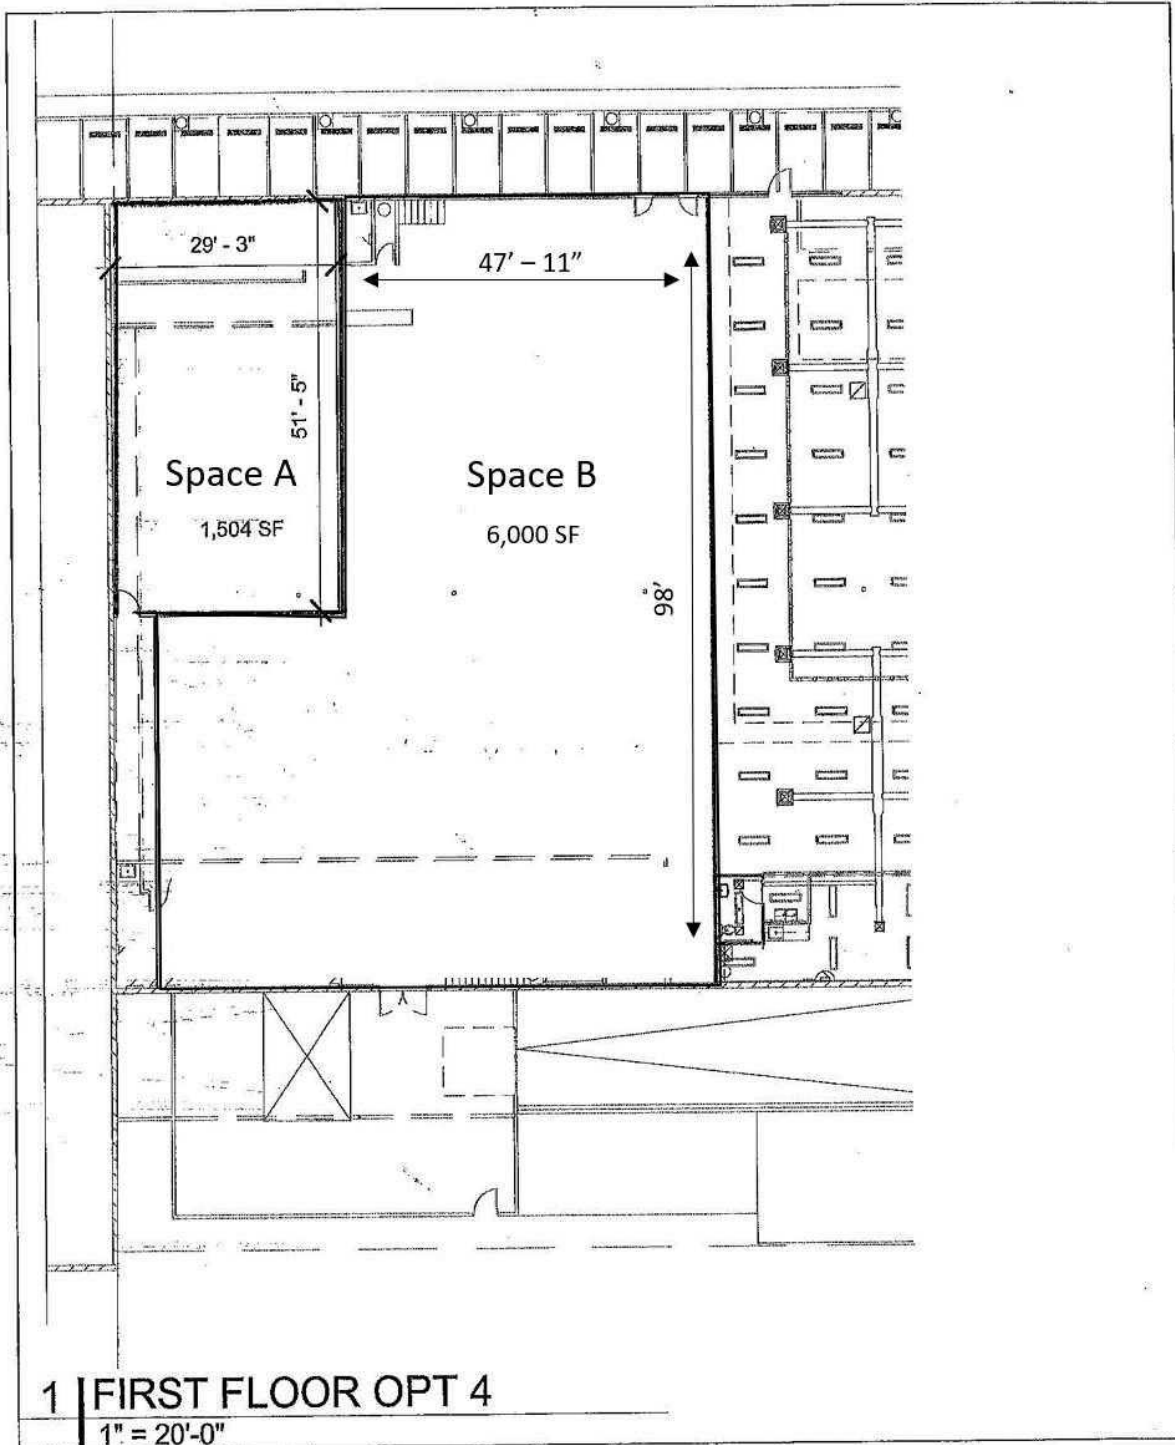 29' - 3"
47' – 11"
51' - 5"
Space A
1,504 SF
Space B
6,000 SF
98'
1 FIRST FLOOR OPT 4
1" = 20'-0"